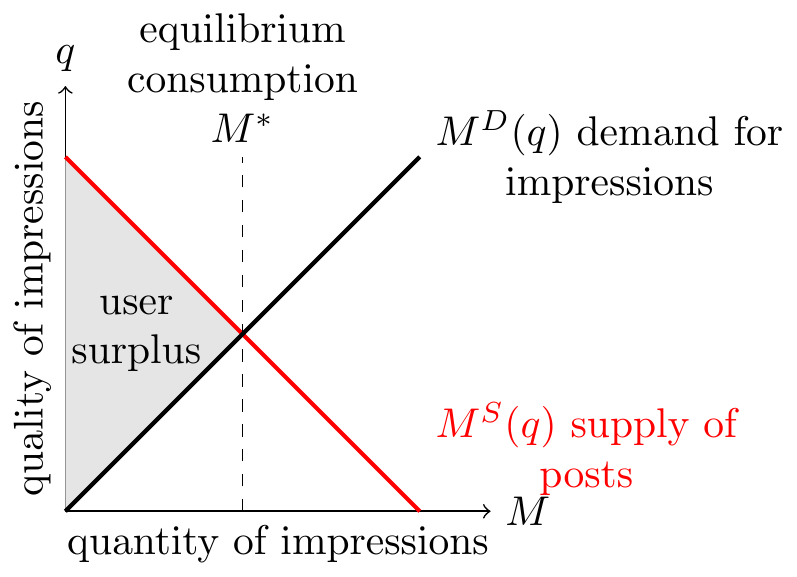 equilibrium
consumption
M*
q
M^D(q) demand for
impressions
quality of impressions
user
surplus
M^S(q) supply of
posts
M
quantity of impressions